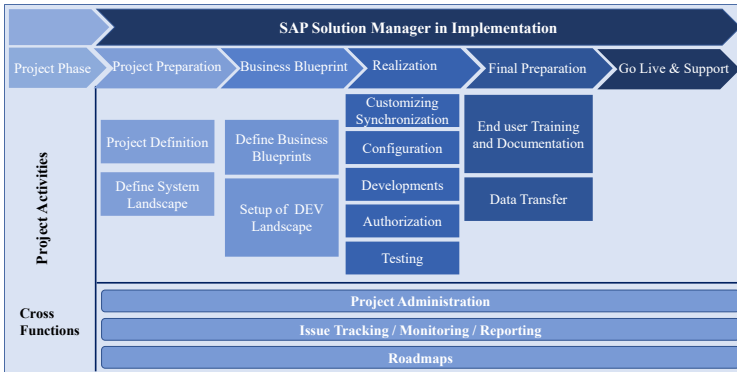 SAP Solution Manager in Implementation
Project Phase
Project Preparation
Business Blueprint
Realization
Final Preparation
Go Live & Support
Project Activities
Project Definition
Define System
Landscape
Define Business
Blueprints
Setup of DEV
Landscape
Customizing
Synchronization
Configuration
Developments
Authorization
Testing
End user Training
and Documentation
Data Transfer
Cross
Functions
Project Administration
Issue Tracking / Monitoring / Reporting
Roadmaps